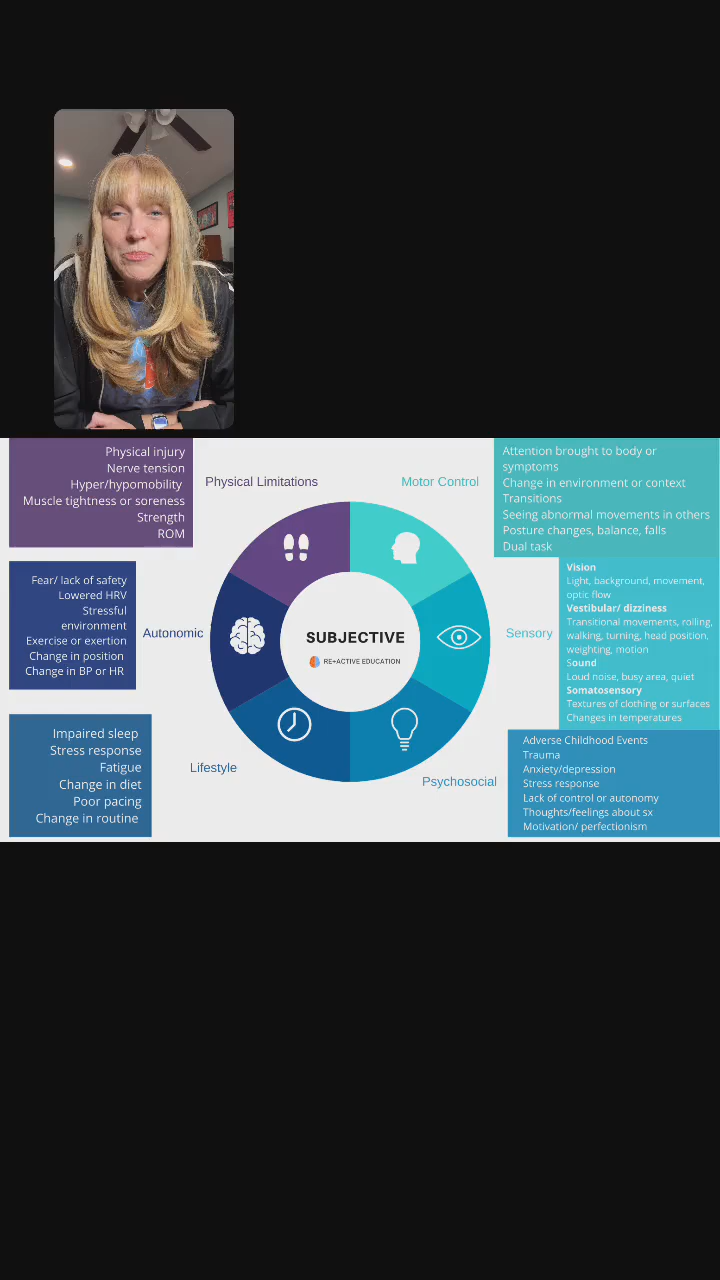 Physical injury
Nerve tension
Hyper/hypomobility
Muscle tightness or soreness
Strength
ROM
Physical Limitations
Motor Control
Attention brought to body or
symptoms
Change in environment or context
Transitions
Seeing abnormal movements in others
Posture changes, balance, falls
Dual task
Fear/ lack of safety
Lowered HRV
Stressful
environment
Exercise or exertion
Change in position
Change in BP or HR
Autonomic
SUBJECTIVE
RE+ACTIVE EDUCATION
Sensory
Vision
Light, background, movement,
optic flow
Vestibular/ dizziness
Transitional movements, rolling,
walking, turning, head position,
weighting, motion
Sound
Loud noise, busy area, quiet
Somatosensory
Textures of clothing or surfaces
Changes in temperatures
Impaired sleep
Stress response
Fatigue
Change in diet
Poor pacing
Change in routine
Lifestyle
Psychosocial
Adverse Childhood Events
Trauma
Anxiety/depression
Stress response
Lack of control or autonomy
Thoughts/feelings about sx
Motivation/ perfectionism